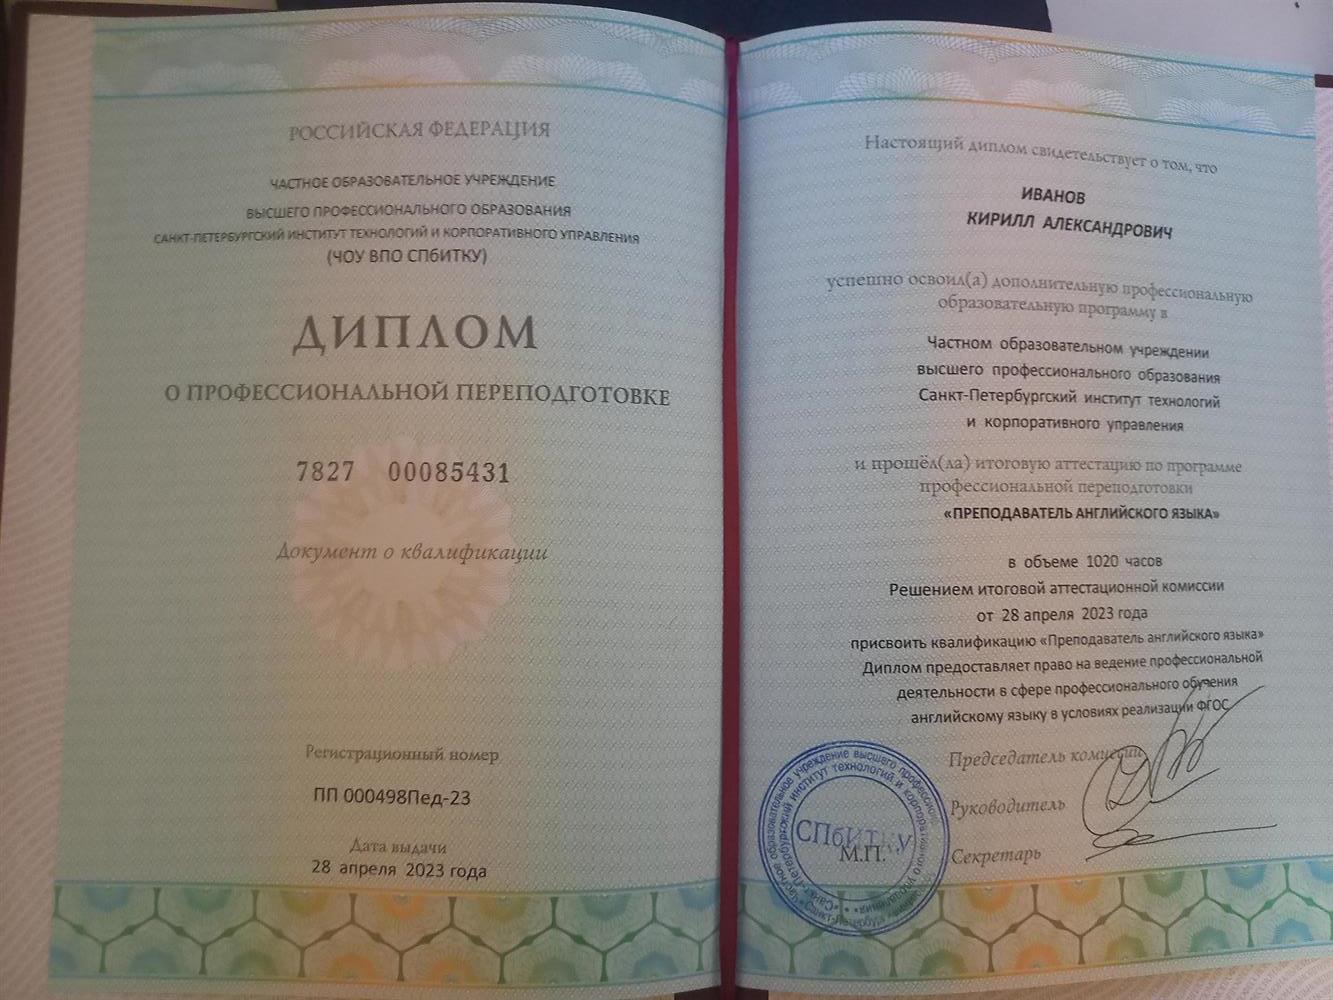 РОССИЙСКАЯ ФЕДЕРАЦИЯ
ЧАСТНОЕ ОБРАЗОВАТЕЛЬНОЕ УЧРЕЖДЕНИЕ
ВЫСШЕГО ПРОФЕССИОНАЛЬНОГО ОБРАЗОВАНИЯ
САНКТ-ПЕТЕРБУРГСКИЙ ИНСТИТУТ ТЕХНОЛОГИЙ И КОРПОРАТИВНОГО УПРАВЛЕНИЯ
(ЧОУ ВПО СПбИТКУ)
ДИПЛОМ
О ПРОФЕССИОНАЛЬНОЙ ПЕРЕПОДГОТОВКЕ
7827 00085431
Документ о квалификации
Регистрационный номер
ПП 000498Пед-23
Дата выдачи
28 апреля 2023 года
Настоящий диплом свидетельствует о том, что
ИВАНОВ
КИРИЛЛ АЛЕКСАНДРОВИЧ
успешно освоил(а) дополнительную профессиональную
образовательную программу в
Частном образовательном учреждении
высшего профессионального образования
Санкт-Петербургский институт технологий
и корпоративного управления
и прошёл(ла) итоговую аттестацию по программе
профессиональной переподготовки
«ПРЕПОДАВАТЕЛЬ АНГЛИЙСКОГО ЯЗЫКА»
в объеме 1020 часов
Решением итоговой аттестационной комиссии
от 28 апреля 2023 года
присвоить квалификацию «Преподаватель английского языка»
Диплом предоставляет право на ведение профессиональной
деятельности в сфере профессионального обучения
английскому языку в условиях реализации ФГОС
Председатель комиссии
Руководитель
Секретарь
СПбИТКУ
М.П.